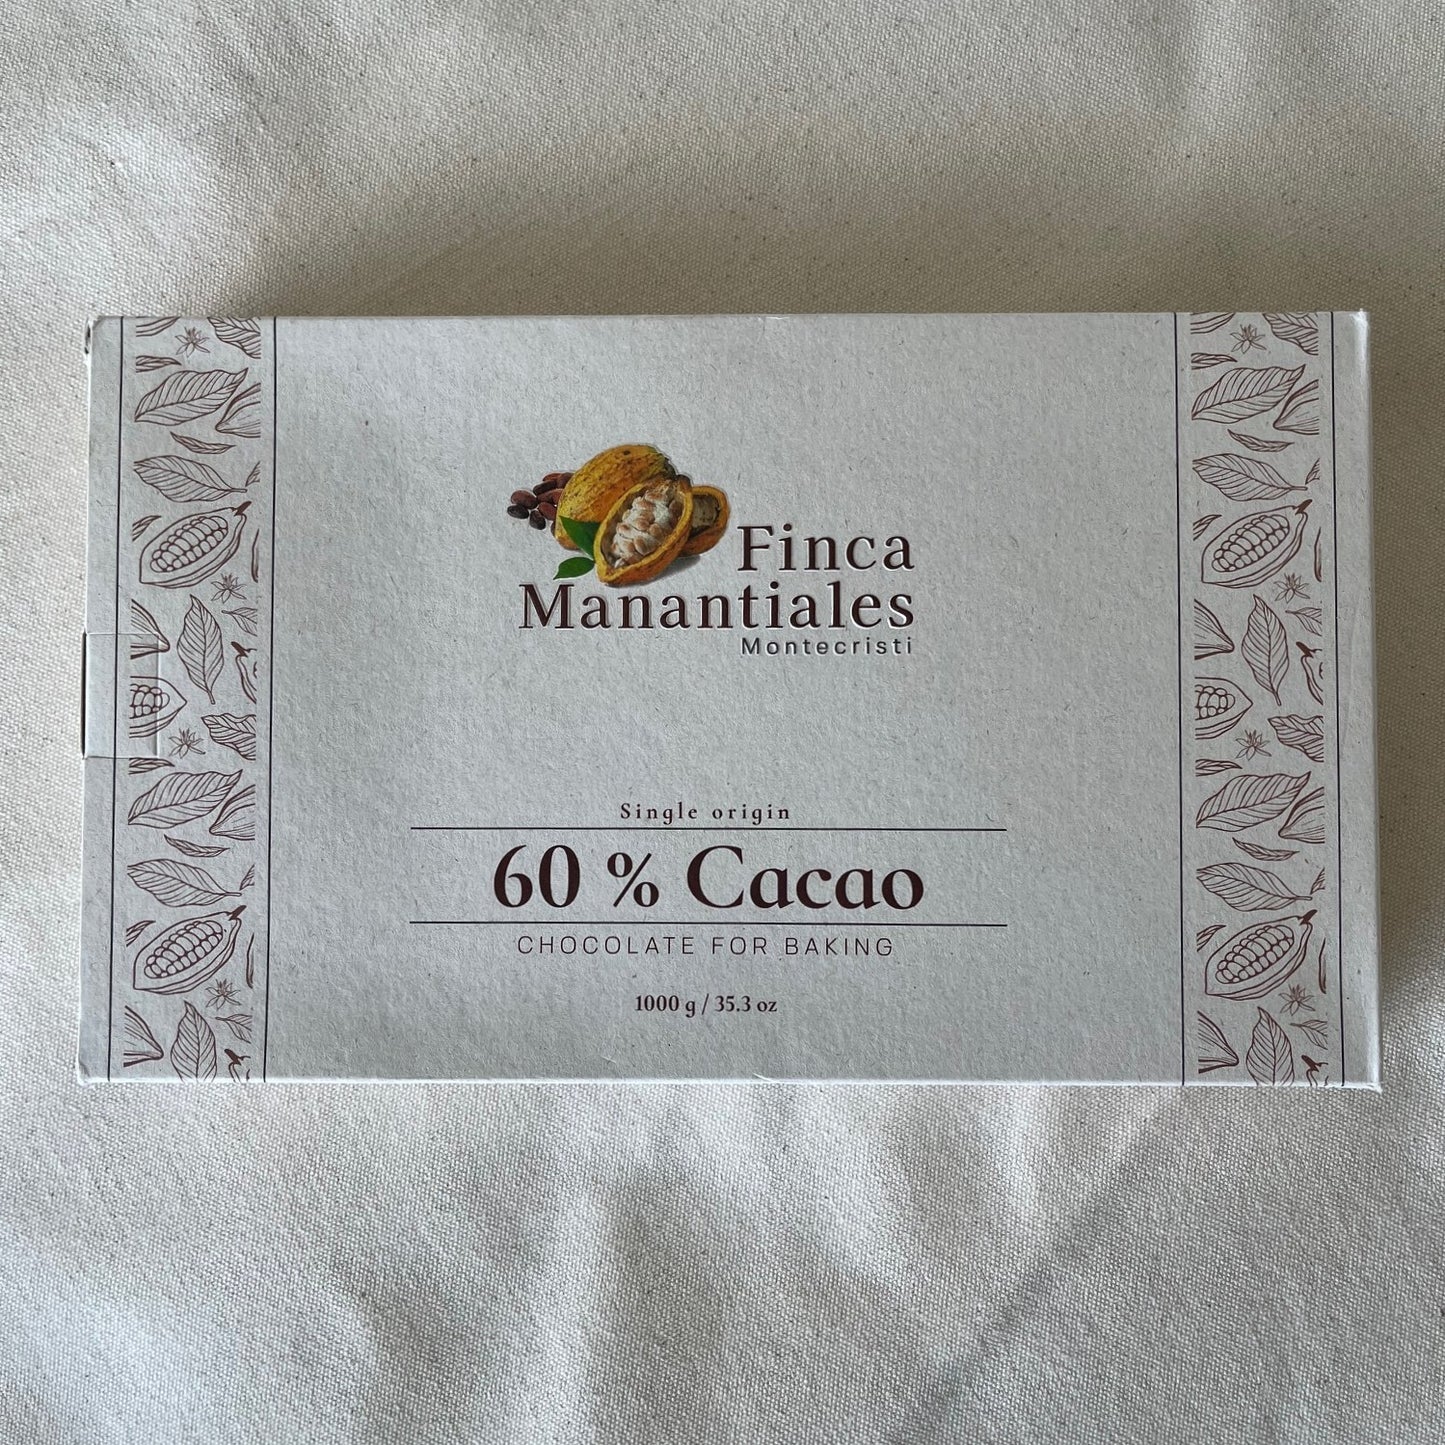 Finca
Manantiales
Montecristi
Single origin
60 % Cacao
CHOCOLATE FOR BAKING
1000 g / 35.3 oz